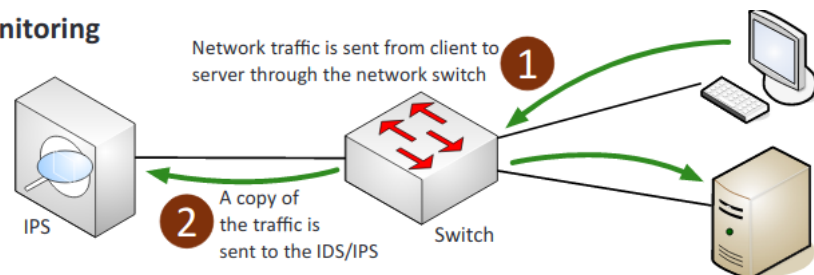 nitoring
Network traffic is sent from client to
server through the network switch
1
2
A copy of
the traffic is
sent to the IDS/IPS
IPS
Switch